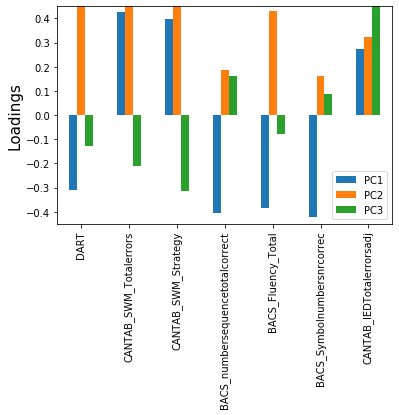 0.4
0.3
0.2
0.1
0.0
−0.1
−0.2
−0.3
−0.4
Loadings
PC1
PC2
PC3
DART
CANTAB_SWM_Totalerrors
CANTAB_SWM_Strategy
BACS_numbersequencetotalcorrect
BACS_Fluency_Total
BACS_Symbolnumbersnrcorrec
CANTAB_IEDTotalerrorsadj